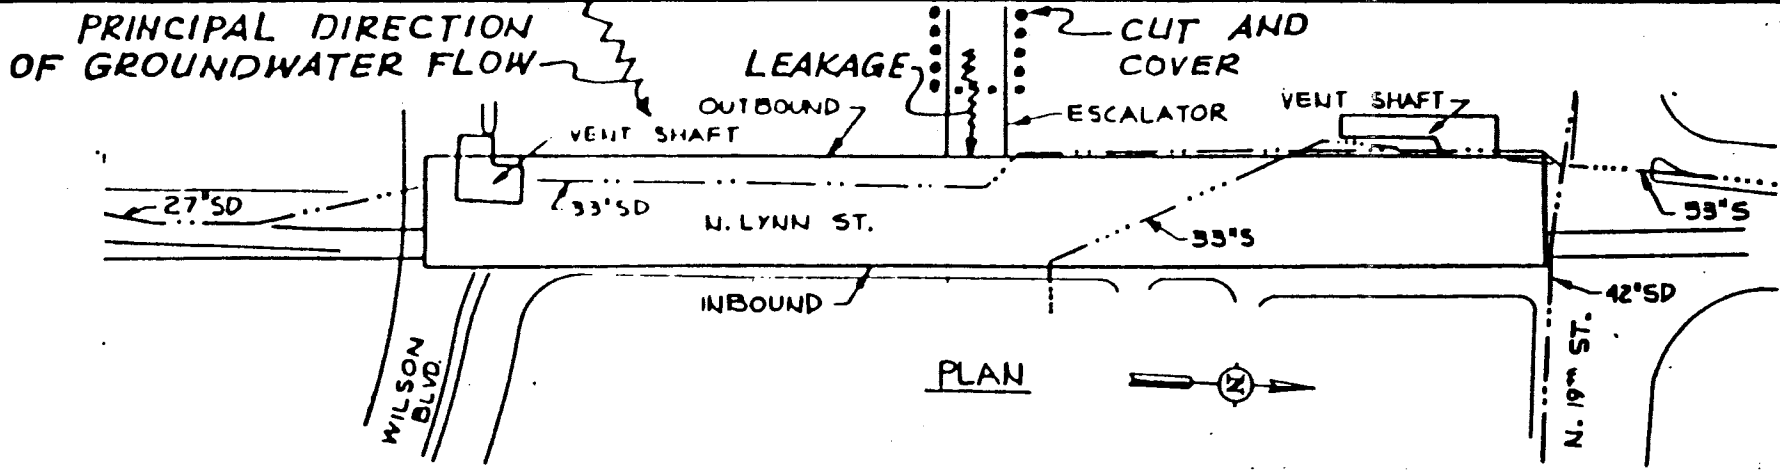 PRINCIPAL DIRECTION
OF GROUNDWATER FLOW
LEAKAGE
CUT AND
COVER
OUTBOUND
VENT SHAFT
ESCALATOR
VENT SHAFT
27"SD
33"SD
N. LYNN ST.
33"S
33"S
INBOUND
42"SD
WILSON
BLVD.
PLAN
N
N. 19TH ST.